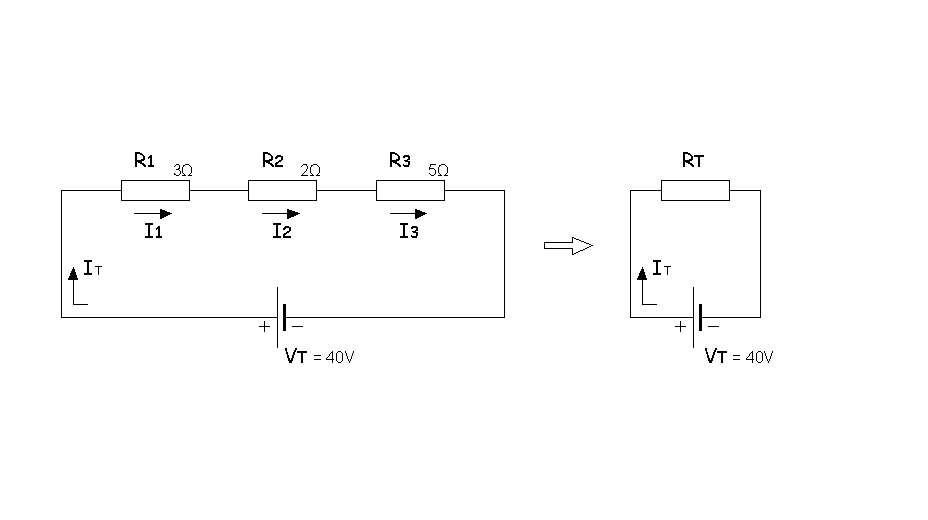 R1 3Ω R2 2Ω R3 5Ω RT
I1 I2 I3
IT IT
+ − + −
VT = 40V VT = 40V